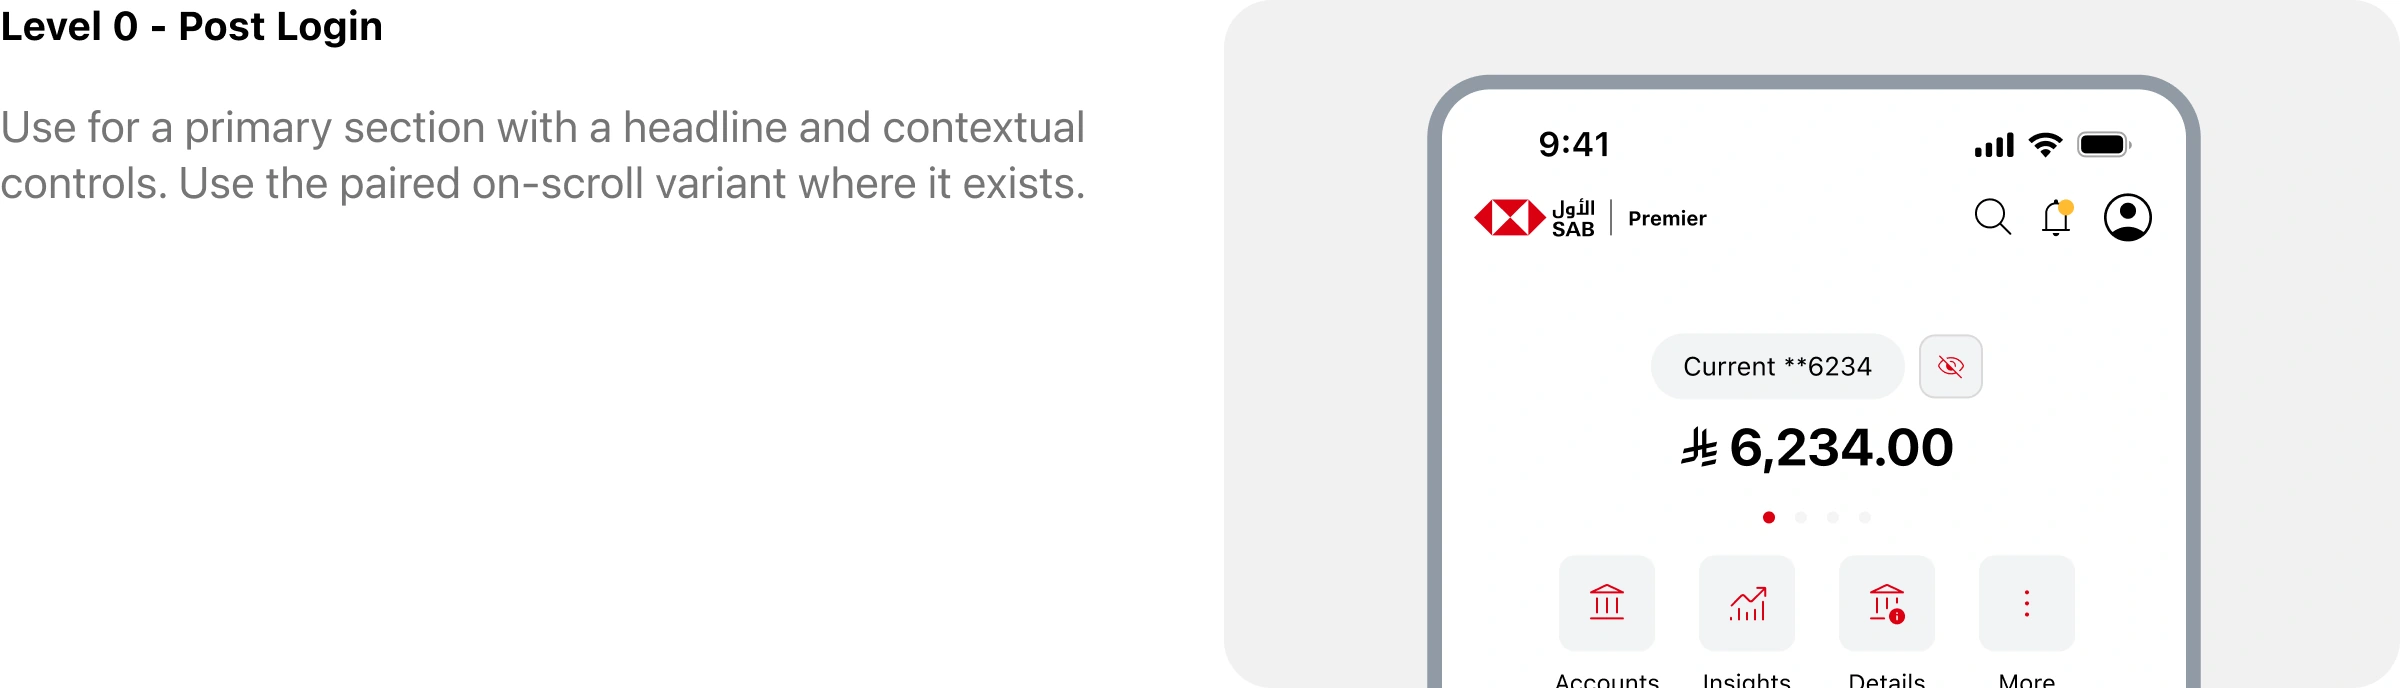 Level 0 - Post Login
Use for a primary section with a headline and contextual
controls. Use the paired on-scroll variant where it exists.
9:41
الأول
SAB
Premier
Current **6234
⃁ 6,234.00
Accounts
Insights
Details
More